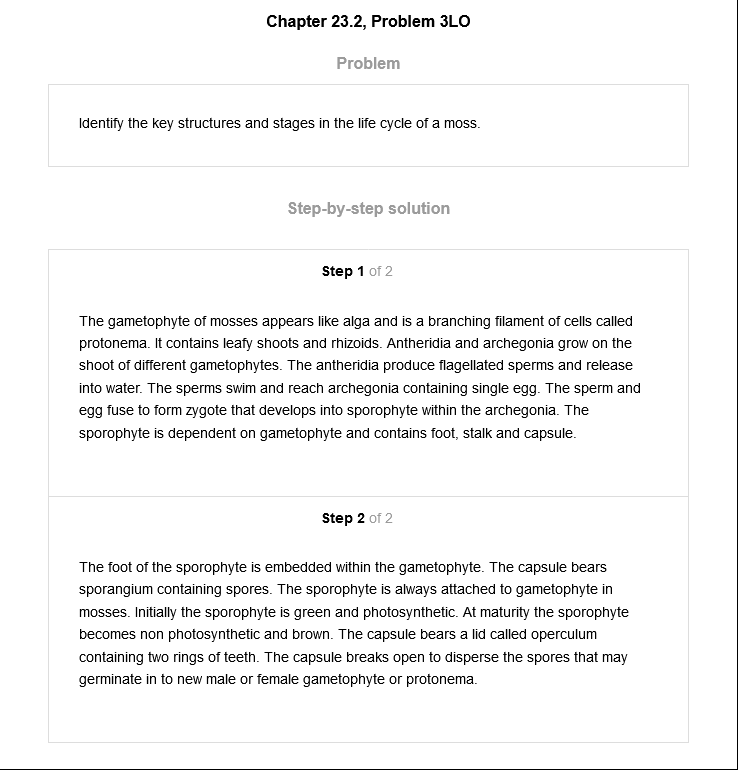 Chapter 23.2, Problem 3LO
Problem
Identify the key structures and stages in the life cycle of a moss.
Step-by-step solution
Step 1 of 2
The gametophyte of mosses appears like alga and is a branching filament of cells called
protonema. It contains leafy shoots and rhizoids. Antheridia and archegonia grow on the
shoot of different gametophytes. The antheridia produce flagellated sperms and release
into water. The sperms swim and reach archegonia containing single egg. The sperm and
egg fuse to form zygote that develops into sporophyte within the archegonia. The
sporophyte is dependent on gametophyte and contains foot, stalk and capsule.
Step 2 of 2
The foot of the sporophyte is embedded within the gametophyte. The capsule bears
sporangium containing spores. The sporophyte is always attached to gametophyte in
mosses. Initially the sporophyte is green and photosynthetic. At maturity the sporophyte
becomes non photosynthetic and brown. The capsule bears a lid called operculum
containing two rings of teeth. The capsule breaks open to disperse the spores that may
germinate in to new male or female gametophyte or protonema.